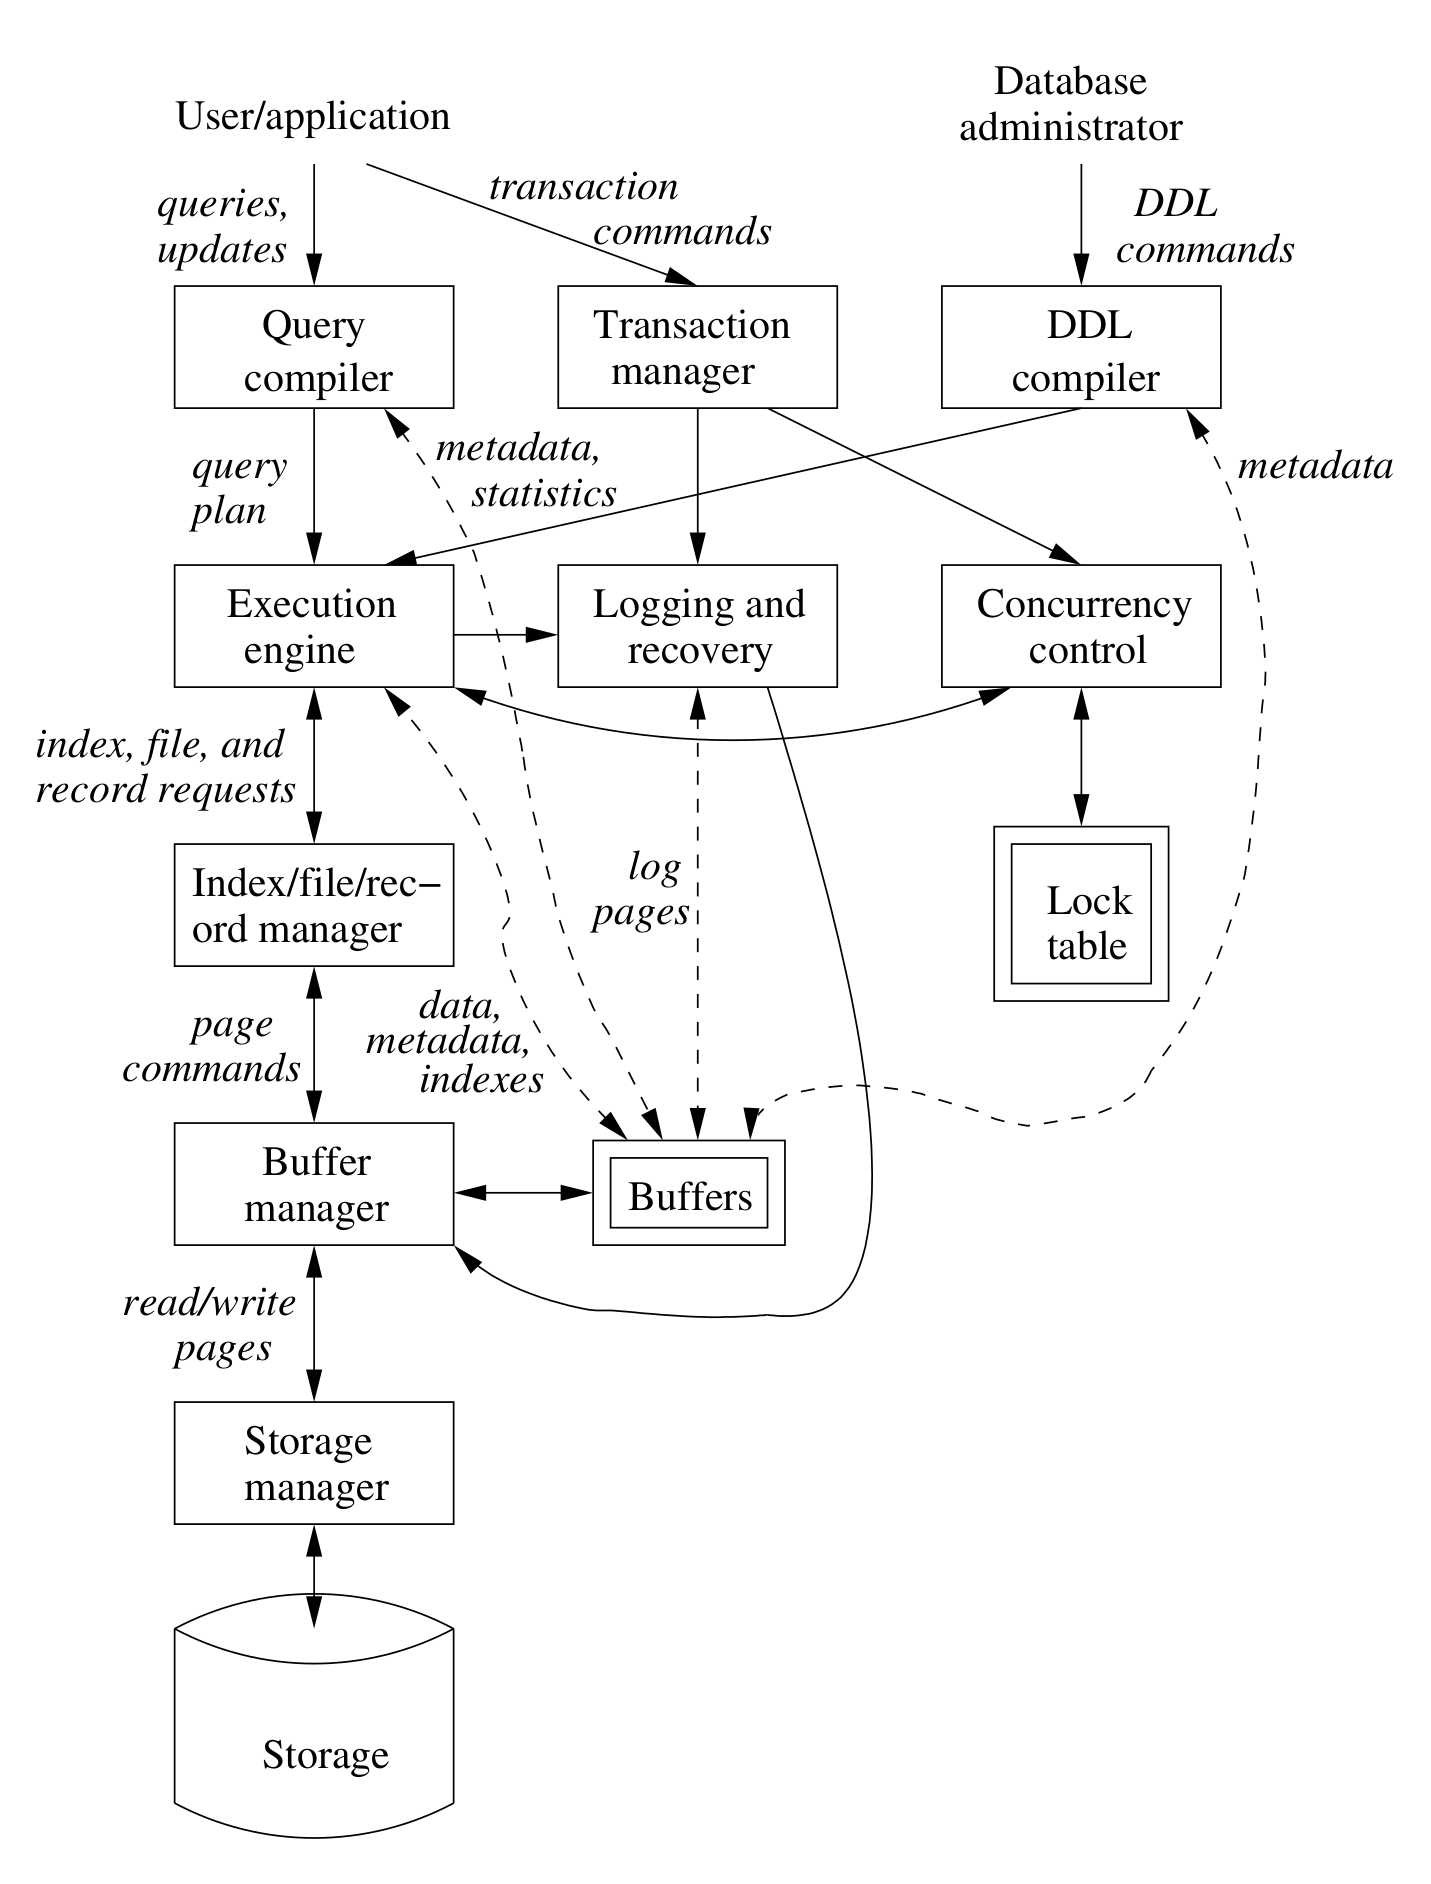 Database
administrator
User/application
transaction
commands
queries,
updates
DDL
commands
Query
compiler
Transaction
manager
DDL
compiler
metadata,
statistics
metadata
query
plan
Execution
engine
Logging and
recovery
Concurrency
control
index, file, and
record requests
Index/file/rec–
ord manager
log
pages
Lock
table
page
commands
data,
metadata,
indexes
Buffer
manager
Buffers
read/write
pages
Storage
manager
Storage